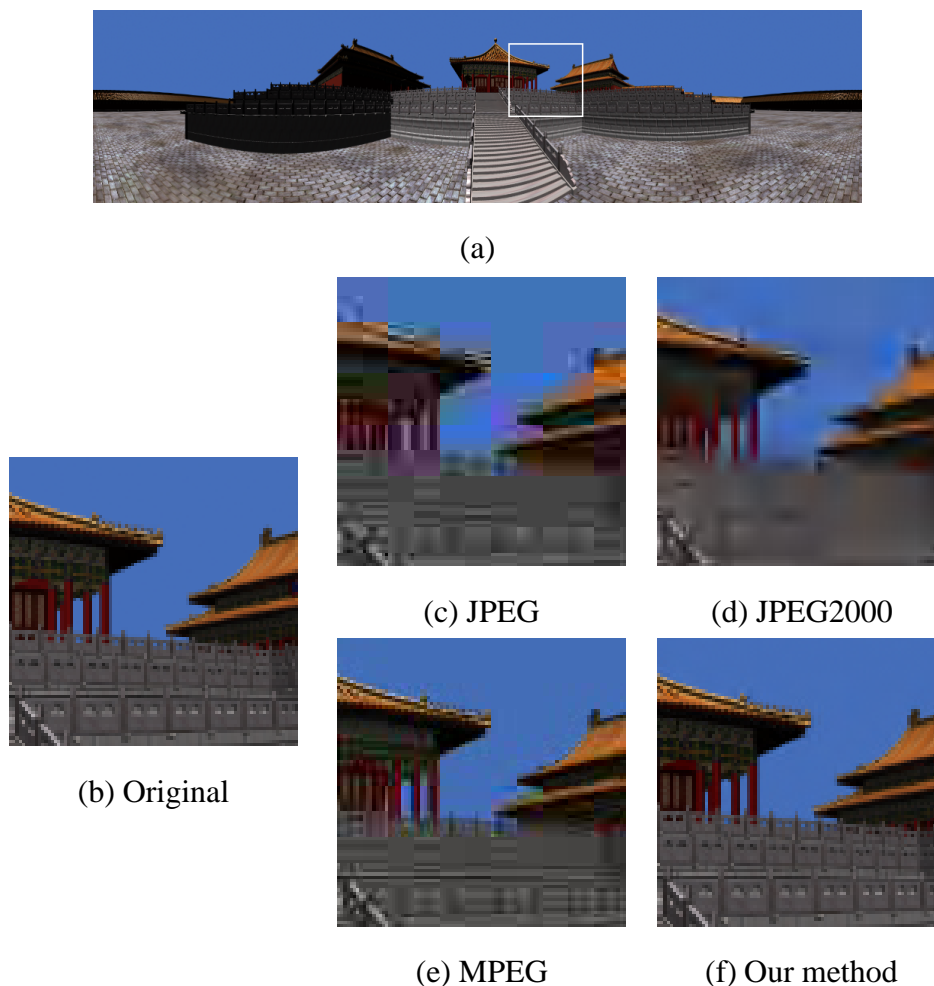 (a)
(c) JPEG
(d) JPEG2000
(b) Original
(e) MPEG
(f) Our method